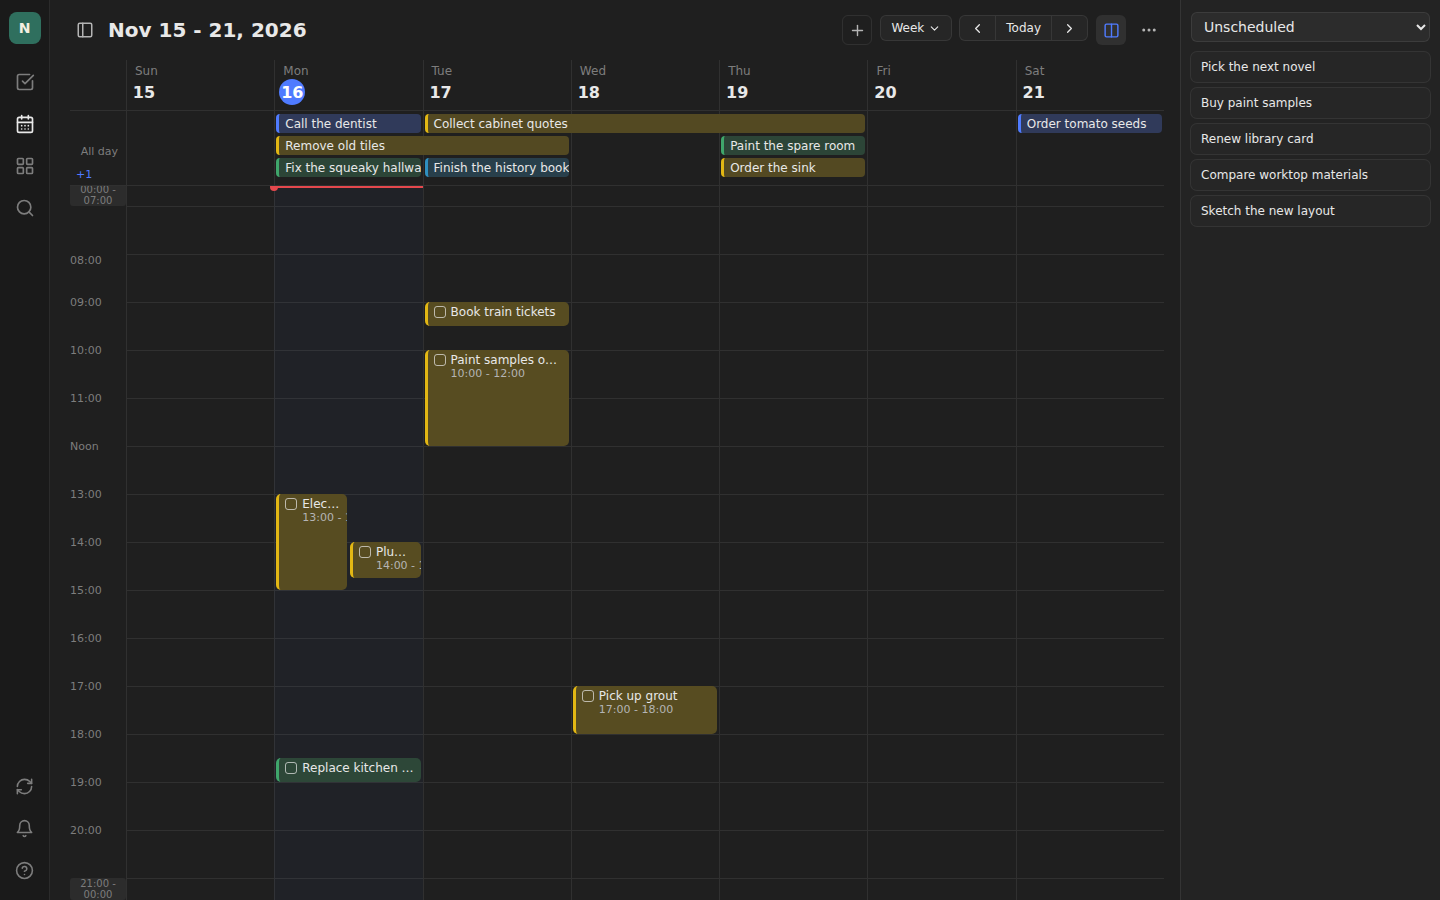 N
Nov 15 - 21, 2026
Week
Today
Unscheduled
Sun
15
Mon
16
Tue
17
Wed
18
Thu
19
Fri
20
Sat
21
All day
+1
Call the dentist
Collect cabinet quotes
Order tomato seeds
Remove old tiles
Paint the spare room
Fix the squeaky hallwa
Finish the history book
Order the sink
00:00 -
07:00
08:00
09:00
10:00
11:00
Noon
13:00
14:00
15:00
16:00
17:00
18:00
19:00
20:00
21:00 -
00:00
Book train tickets
Paint samples o...
10:00 - 12:00
Elec...
13:00 -
Plu...
14:00 -
Pick up grout
17:00 - 18:00
Replace kitchen ...
Pick the next novel
Buy paint samples
Renew library card
Compare worktop materials
Sketch the new layout